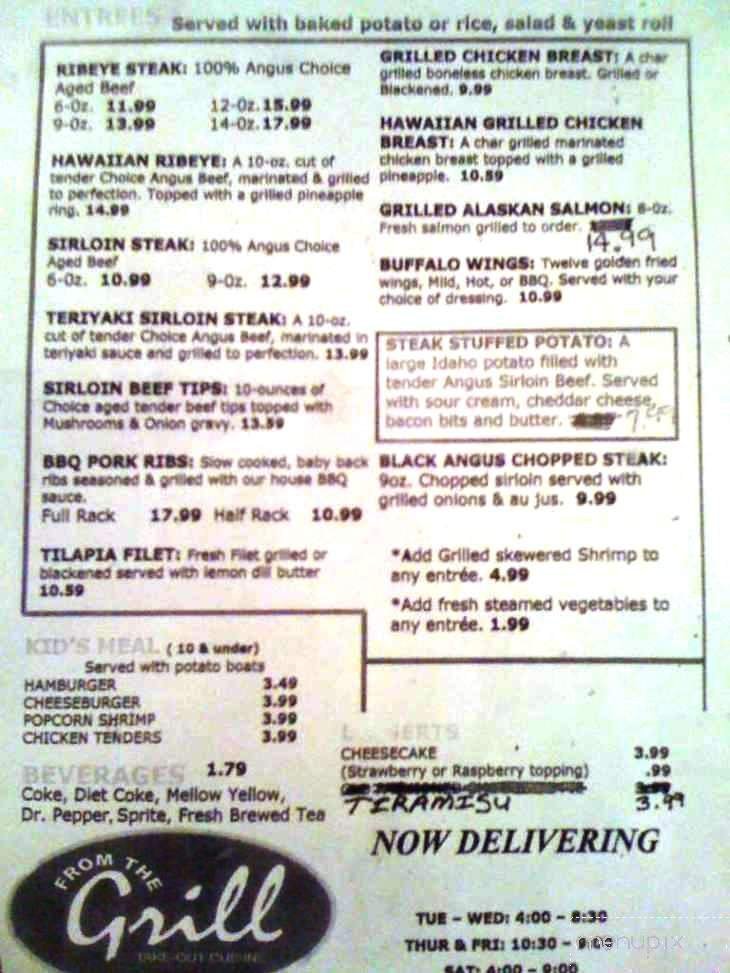 ENTREES
Served with baked potato or rice, salad & yeast roll
RIBEYE STEAK: 100% Angus Choice
Aged Beef
6-Oz. 11.99 12-Oz. 15.99
9-Oz. 13.99 14-Oz. 17.99
HAWAIIAN RIBEYE: A 10-oz. cut of
tender Choice Angus Beef, marinated & grilled
to perfection. Topped with a grilled pineapple
ring. 14.99
SIRLOIN STEAK: 100% Angus Choice
Aged Beef
6-Oz. 10.99 9-Oz. 12.99
TERIYAKI SIRLOIN STEAK: A 10-oz.
cut of tender Choice Angus Beef, marinated in
teriyaki sauce and grilled to perfection. 13.99
SIRLOIN BEEF TIPS: 10-ounces of
Choice aged tender beef tips topped with
Mushrooms & Onion gravy. 13.59
BBQ PORK RIBS: Slow cooked, baby back
ribs seasoned & grilled with our house BBQ
sauce.
Full Rack 17.99 Half Rack 10.99
TILAPIA FILET: Fresh Filet grilled or
blackened served with lemon dill butter
10.59
GRILLED CHICKEN BREAST: A char
grilled boneless chicken breast. Grilled or
Blackened. 9.99
HAWAIIAN GRILLED CHICKEN
BREAST: A char grilled marinated
chicken breast topped with a grilled
pineapple. 10.59
GRILLED ALASKAN SALMON: 8-Oz.
Fresh salmon grilled to order.
14.99
BUFFALO WINGS: Twelve golden fried
wings, Mild, Hot, or BBQ. Served with your
choice of dressing. 10.99
STEAK STUFFED POTATO: A
large Idaho potato filled with
tender Angus Sirloin Beef. Served
with sour cream, cheddar cheese,
bacon bits and butter.
BLACK ANGUS CHOPPED STEAK:
9oz. Chopped sirloin served with
grilled onions & au jus. 9.99
*Add Grilled skewered Shrimp to
any entrée. 4.99
*Add fresh steamed vegetables to
any entrée. 1.99
KID'S MEAL (10 & under)
Served with potato boats
HAMBURGER 3.49
CHEESEBURGER 3.99
POPCORN SHRIMP 3.99
CHICKEN TENDERS 3.99
BEVERAGES 1.79
Coke, Diet Coke, Mellow Yellow,
Dr. Pepper, Sprite, Fresh Brewed Tea
CHEESECAKE 3.99
(Strawberry or Raspberry topping) .99
TIRAMISU 3.99
NOW DELIVERING
FROM THE
Grill
TAKE-OUT CUISINE
TUE - WED: 4:00 - 8:30
THUR & FRI: 10:30 - 9:00
SAT: 4:00 - 9:00
menupix